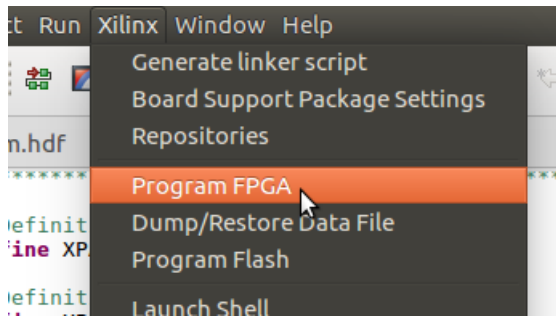 ct Run Xilinx Window Help
Generate linker script
Board Support Package Settings
m.hdf
Repositories
*******
***
Program FPGA
Definit
Dump/Restore Data File
fine XP
Program Flash
Definit
Launch Shell